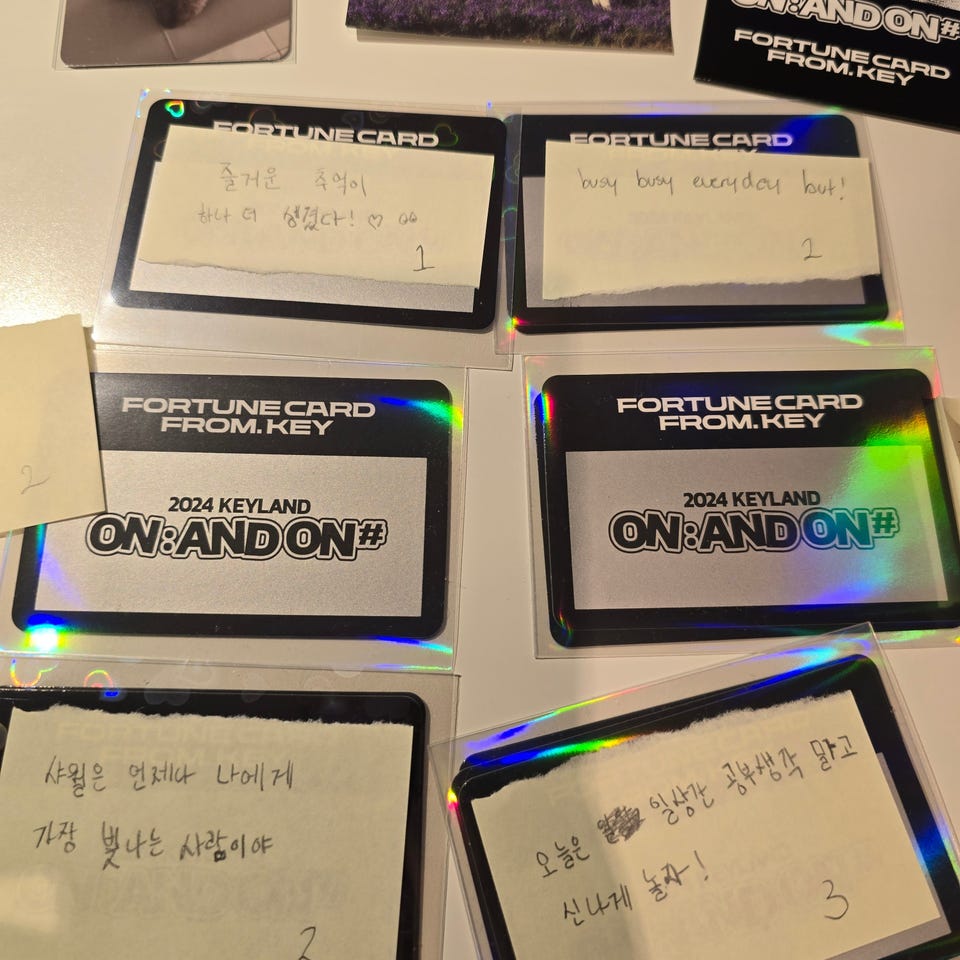 ON:AND ON#
FORTUNE CARD
FROM.KEY
FORTUNE CARD
즐거운 추억이
하나 더 생겼다! ♡
1
FORTUNE CARD
FROM.KEY
busy busy everyday but!
2
2
FORTUNE CARD
FROM.KEY
2024 KEYLAND
ON:AND ON#
FORTUNE CARD
FROM.KEY
2024 KEYLAND
ON:AND ON#
샤월은 언제나 나에게
가장 빛나는 사람이야
2
오늘은 일상간 공부생각 말고
신나게 놀자!
3